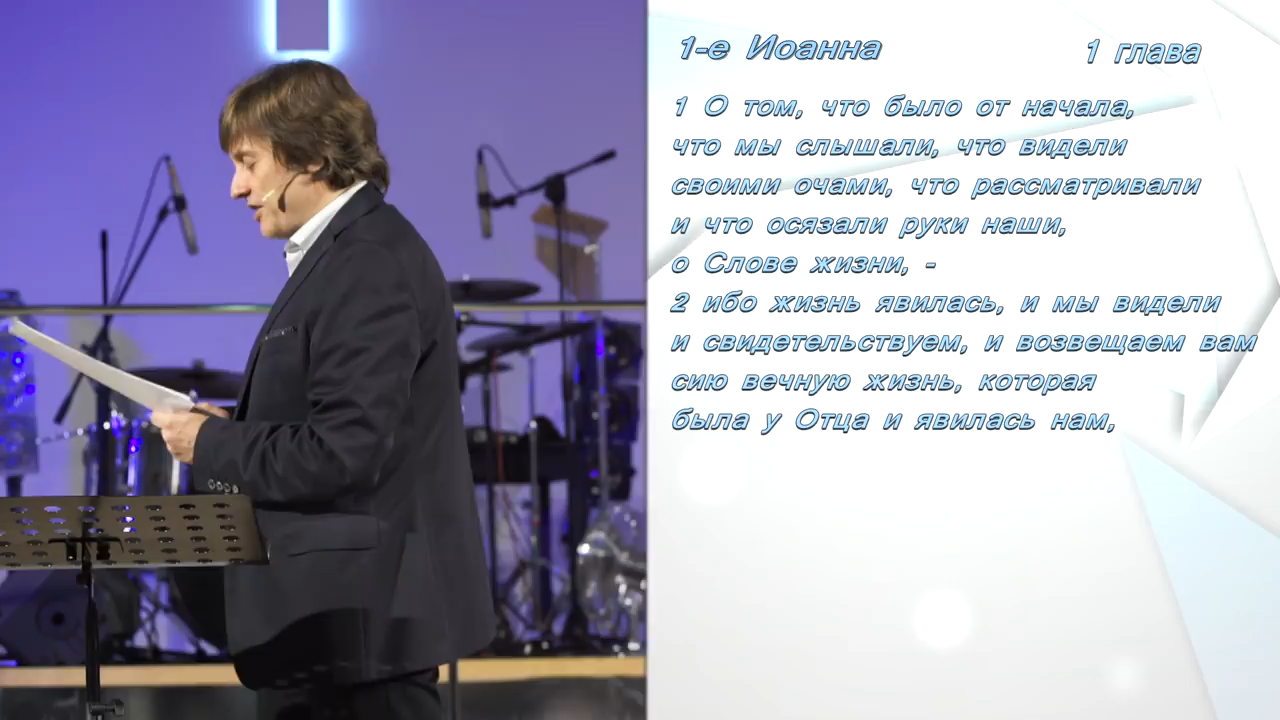 1-е Иоанна 1 глава
1 О том, что было от начала,
что мы слышали, что видели
своими очами, что рассматривали
и что осязали руки наши,
о Слове жизни, -
2 ибо жизнь явилась, и мы видели
и свидетельствуем, и возвещаем вам
сию вечную жизнь, которая
была у Отца и явилась нам,